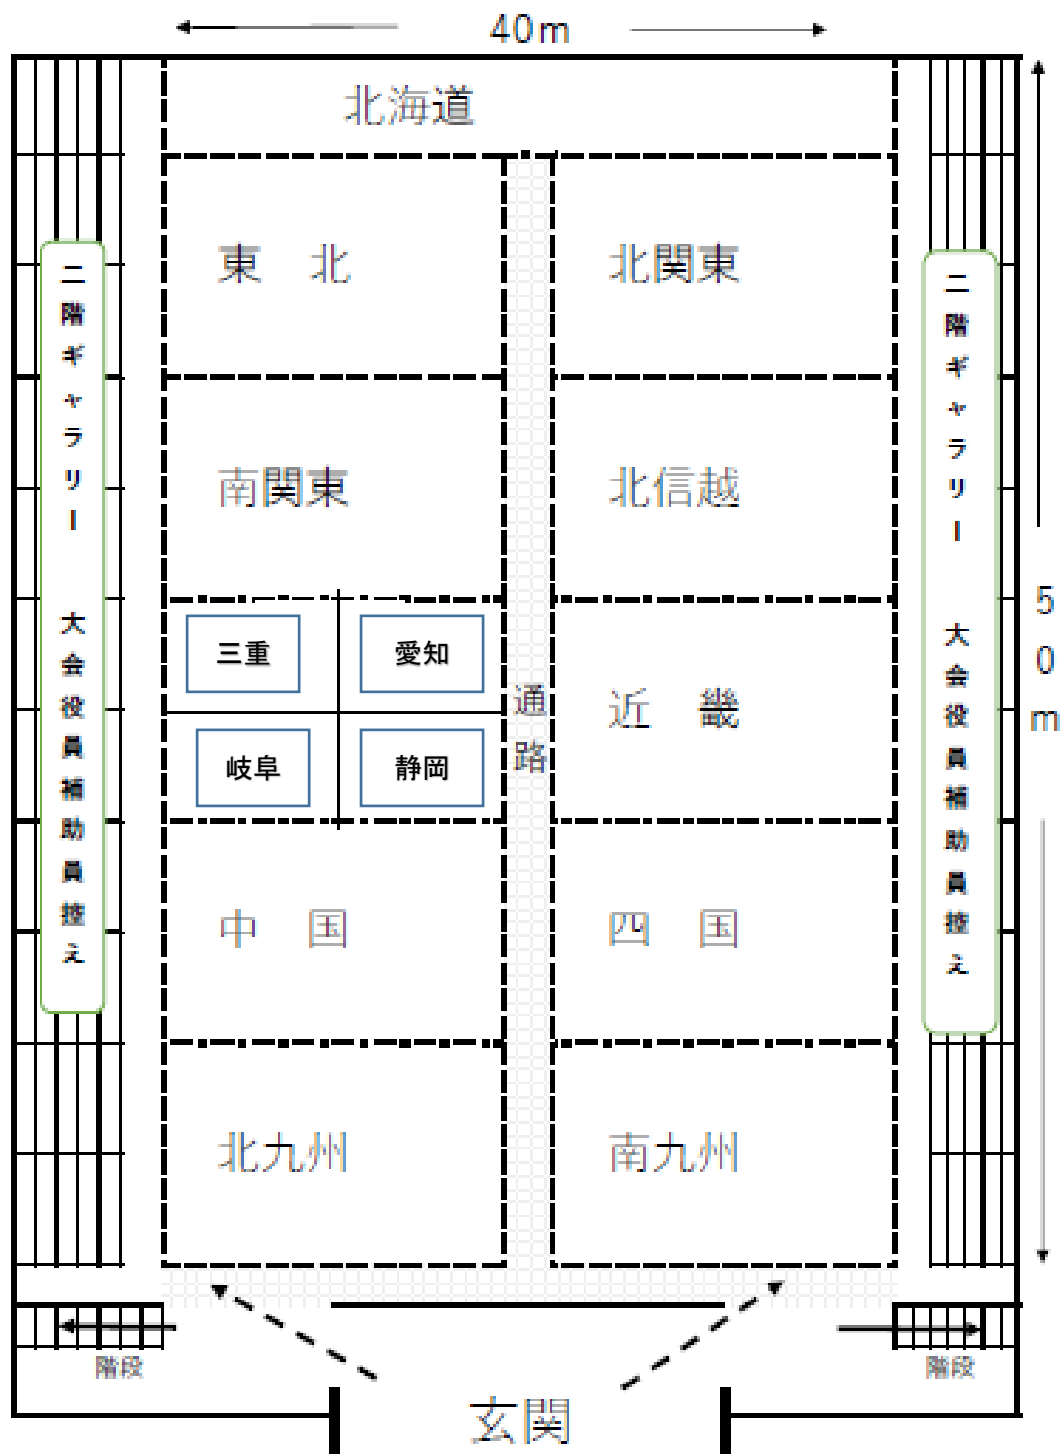 40m
北海道
東　北
北関東
二階ギャラリー　大会役員補助員控え
二階ギャラリー　大会役員補助員控え
南関東
北信越
50m
三重
愛知
通路
近　畿
岐阜
静岡
中　国
四　国
北九州
南九州
階段
階段
玄関